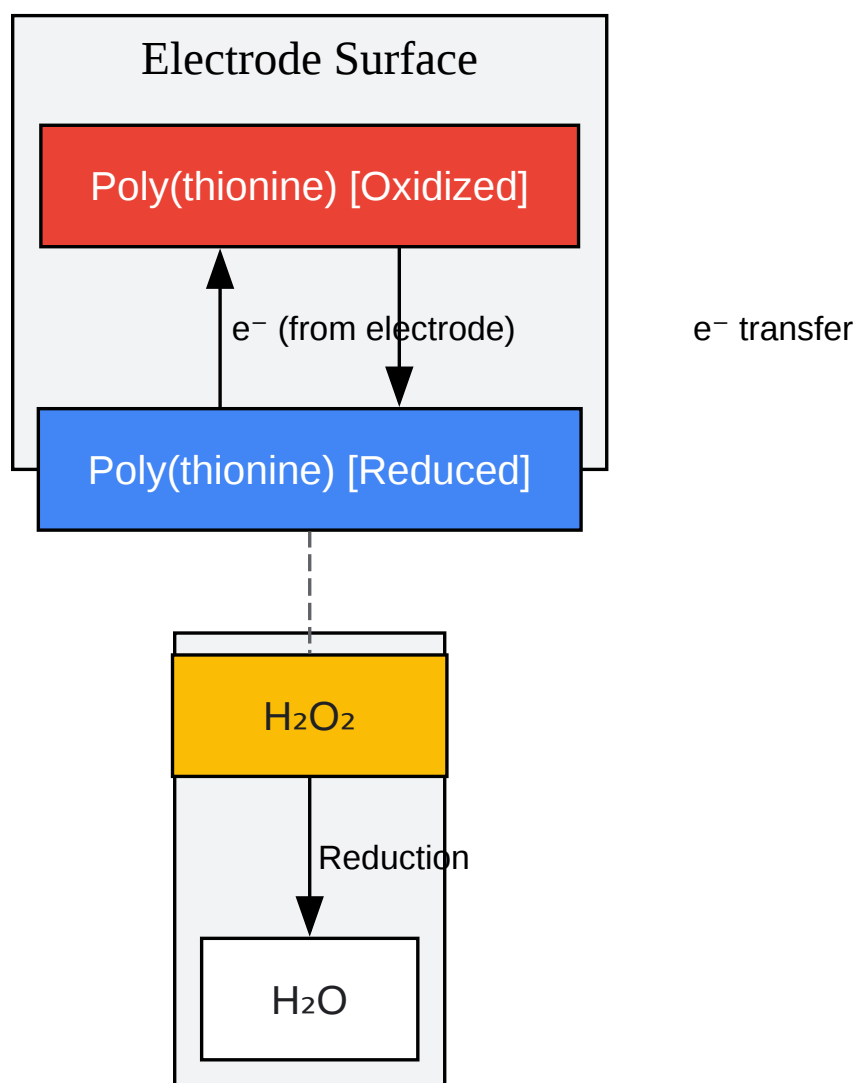 Electrode Surface
Poly(thionine) [Oxidized]
e⁻ (from electrode)
e⁻ transfer
Poly(thionine) [Reduced]
H₂O₂
Reduction
H₂O